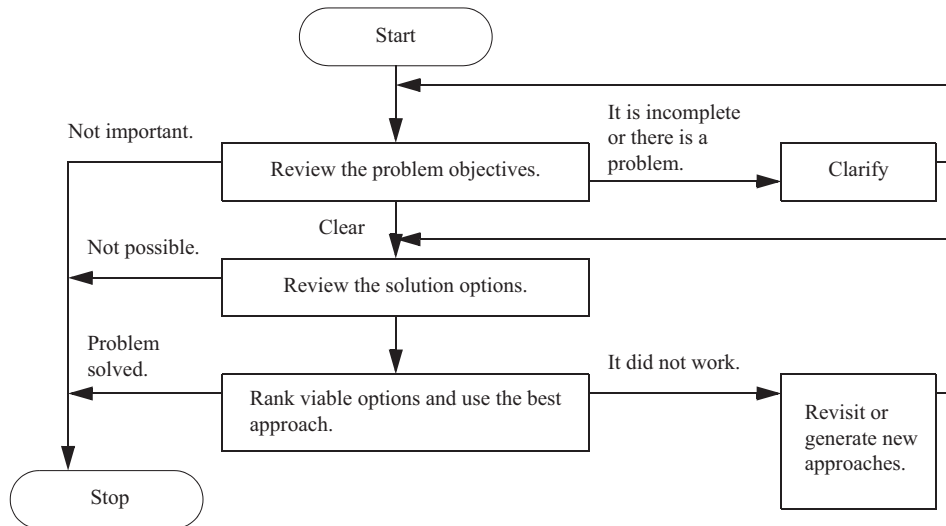 Start
Not important.
It is incomplete
or there is a
problem.
Review the problem objectives.
Clarify
Clear
Not possible.
Review the solution options.
Problem
solved.
It did not work.
Rank viable options and use the best
approach.
Revisit or
generate new
approaches.
Stop